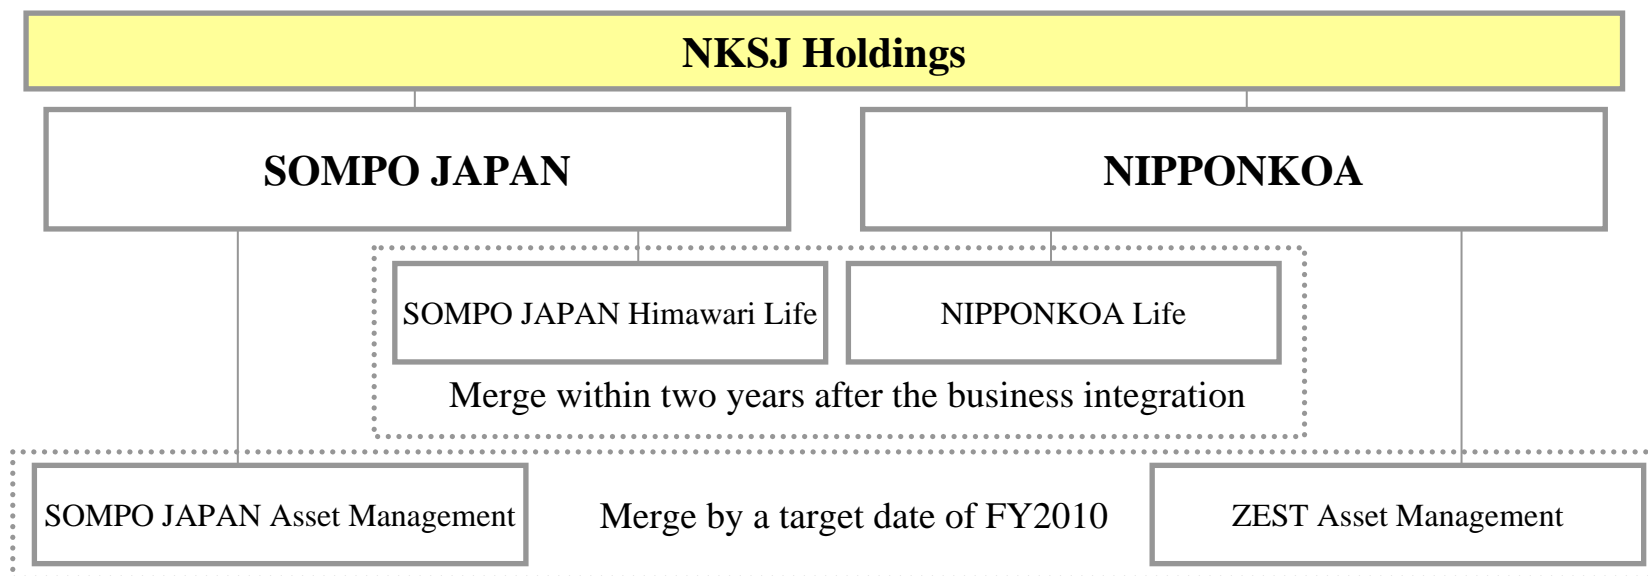 NKSJ Holdings
SOMPO JAPAN
NIPPONKOA
SOMPO JAPAN Himawari Life
NIPPONKOA Life
Merge within two years after the business integration
SOMPO JAPAN Asset Management
Merge by a target date of FY2010
ZEST Asset Management